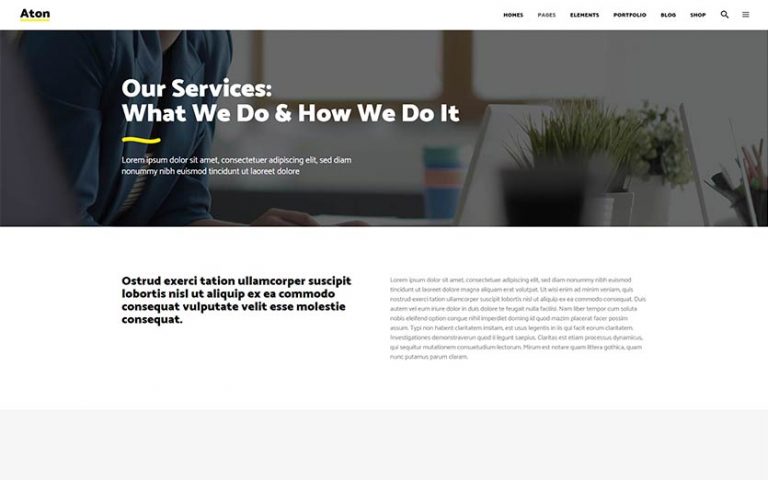 Aton
HOMES PAGES ELEMENTS PORTFOLIO BLOG SHOP
Our Services:
What We Do & How We Do It
Lorem ipsum dolor sit amet, consectetuer adipiscing elit, sed diam
nonummy nibh euismod tincidunt ut laoreet dolore
Ostrud exerci tation ullamcorper suscipit
lobortis nisl ut aliquip ex ea commodo
consequat vulputate velit esse molestie
consequat.
Lorem ipsum dolor sit amet, consectetuer adipiscing elit, sed diam nonummy nibh euismod
tincidunt ut laoreet dolore magna aliquam erat volutpat. Ut wisi enim ad minim veniam, quis
nostrud exerci tation ullamcorper suscipit lobortis nisl ut aliquip ex ea commodo consequat. Duis
autem vel eum iriure dolor in duis dolore te feugait nulla facilisi. Nam liber tempor cum soluta
nobis eleifend option congue nihil imperdiet doming id quod mazim placerat facer possim
assum. Typi non habent claritatem insitam, est usus legentis in iis qui facit eorum claritatem.
Investigationes demonstraverun quod ii legunt saepius. Claritas est etiam processus dynamicus,
qui sequitur mutationem consuetudium lectorum. Mirum est notare quam littera gothica, quam
nunc putamus parum claram.